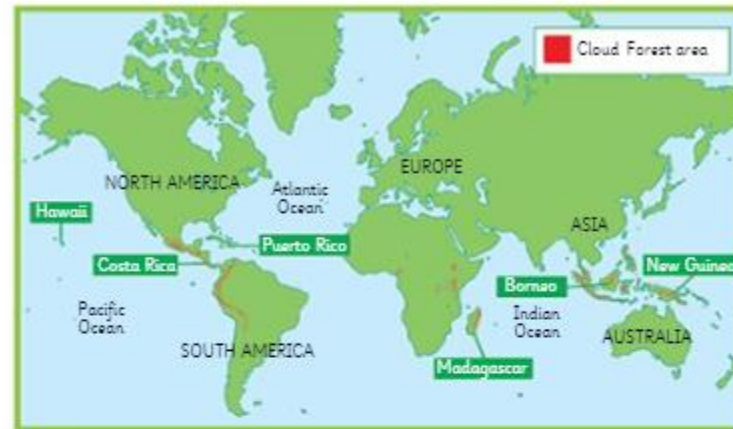 Cloud Forest area
NORTH AMERICA
EUROPE
Atlantic
Ocean
Hawaii
ASIA
Puerto Rico
Costa Rica
New Guinea
Borneo
Pacific
Ocean
Indian
Ocean
SOUTH AMERICA
AUSTRALIA
Madagascar